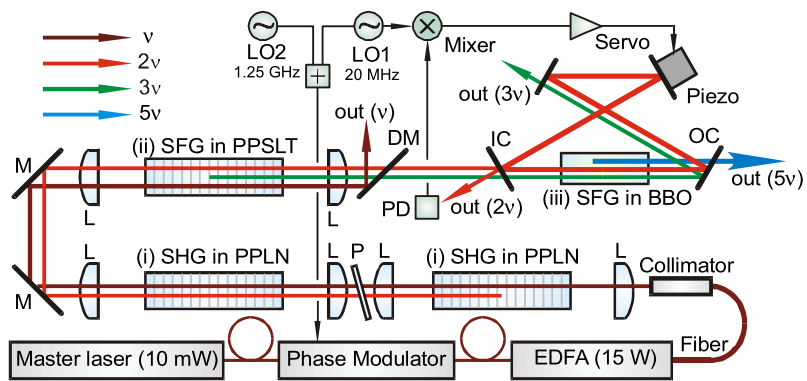 ν
2ν
3ν
5ν
LO2
1.25 GHz
+
LO1
20 MHz
Mixer
Servo
Piezo
out (ν)
DM
out (3ν)
IC
OC
M
(ii) SFG in PPSLT
L
L
PD
out (2ν)
(iii) SFG in BBO
out (5ν)
M
L
(i) SHG in PPLN
L
P
L
(i) SHG in PPLN
L
Collimator
L
L
Fiber
Master laser (10 mW)
Phase Modulator
EDFA (15 W)